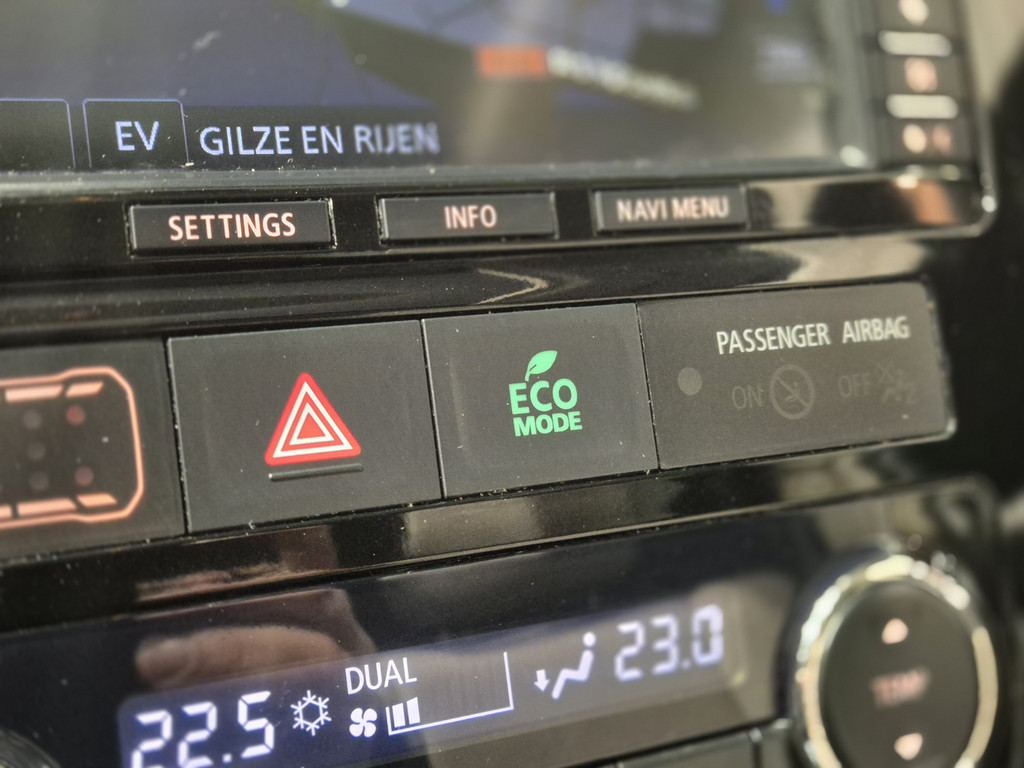 EV GILZE EN RIJEN
SETTINGS INFO NAVI MENU
PASSENGER AIRBAG
ON OFF
ECO
MODE
DUAL
22.5 23.0
TEMP